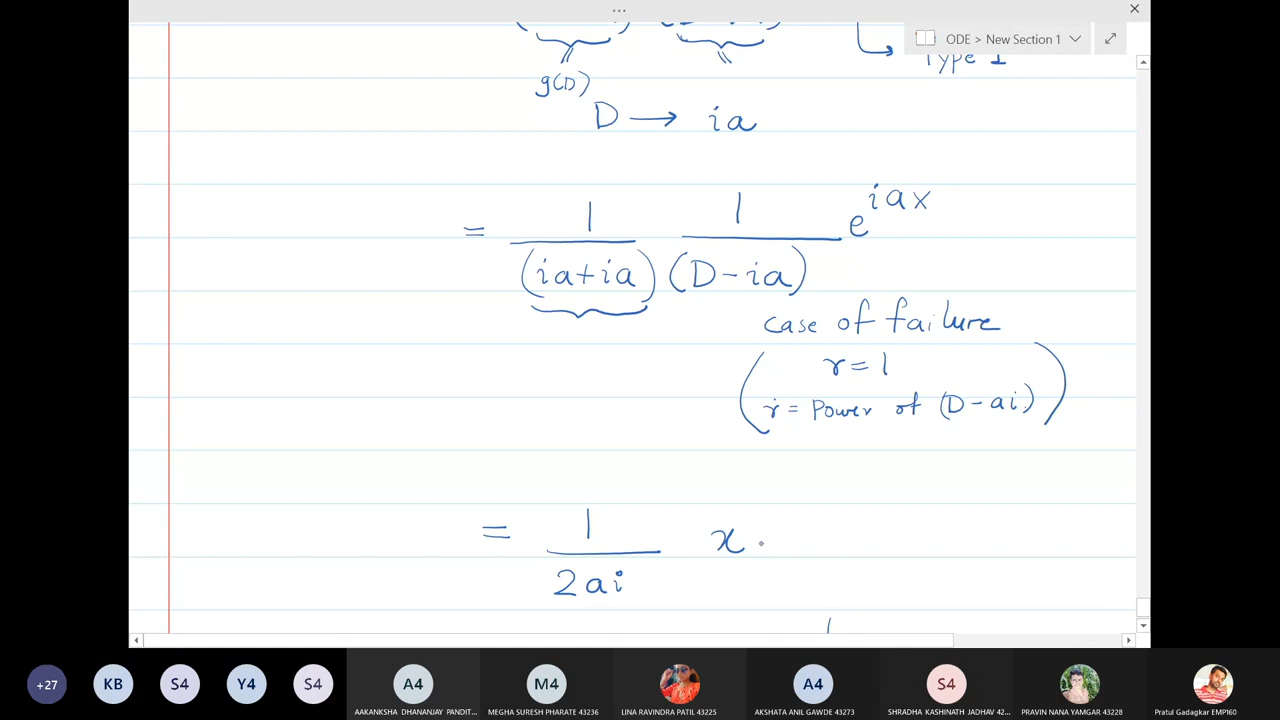 ODE > New Section 1
Type I
g(D)
D → ia
= 1/(ia+ia) 1/(D-ia) e^{iax}
case of failure
r=1
r = Power of (D-ai)
= 1/2ai x
+27
KB
S4
Y4
S4
A4
M4
A4
S4
AAKANKSHA DHANANJAY PANDIT...
MEGHA SURESH PHARATE 43236
LINA RAVINDRA PATIL 43225
AKSHATA ANIL GAWDE 43273
SHRADHA KASHINATH JADHAV 42...
PRAVIN NANA YAMGAR 43228
Pratul Gadagkar EMP160